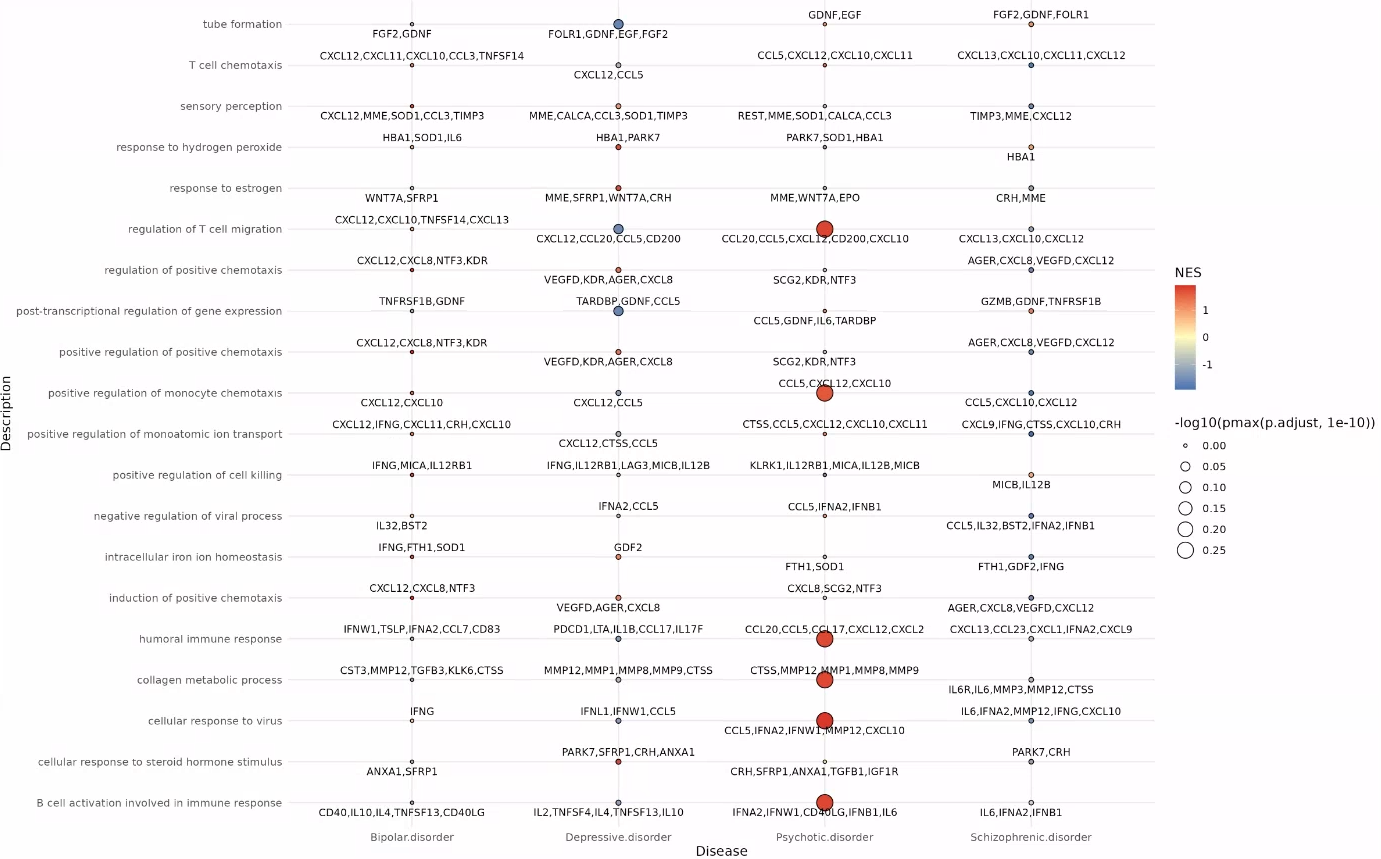 tube formation
FGF2,GDNF
FOLR1,GDNF,EGF,FGF2
GDNF,EGF
FGF2,GDNF,FOLR1
T cell chemotaxis
CXCL12,CXCL11,CXCL10,CCL3,TNFSF14
CXCL12,CCL5
CCL5,CXCL12,CXCL10,CXCL11
CXCL13,CXCL10,CXCL11,CXCL12
sensory perception
CXCL12,MME,SOD1,CCL3,TIMP3
MME,CALCA,CCL3,SOD1,TIMP3
REST,MME,SOD1,CALCA,CCL3
TIMP3,MME,CXCL12
response to hydrogen peroxide
HBA1,SOD1,IL6
HBA1,PARK7
PARK7,SOD1,HBA1
HBA1
response to estrogen
WNT7A,SFRP1
MME,SFRP1,WNT7A,CRH
MME,WNT7A,EPO
CRH,MME
regulation of T cell migration
CXCL12,CXCL10,TNFSF14,CXCL13
CXCL12,CCL20,CCL5,CD200
CCL20,CCL5,CXCL12,CD200,CXCL10
CXCL13,CXCL10,CXCL12
regulation of positive chemotaxis
CXCL12,CXCL8,NTF3,KDR
VEGFD,KDR,AGER,CXCL8
SCG2,KDR,NTF3
AGER,CXCL8,VEGFD,CXCL12
post-transcriptional regulation of gene expression
TNFRSF1B,GDNF
TARDBP,GDNF,CCL5
CCL5,GDNF,IL6,TARDBP
GZMB,GDNF,TNFRSF1B
positive regulation of positive chemotaxis
CXCL12,CXCL8,NTF3,KDR
VEGFD,KDR,AGER,CXCL8
SCG2,KDR,NTF3
AGER,CXCL8,VEGFD,CXCL12
positive regulation of monocyte chemotaxis
CXCL12,CXCL10
CXCL12,CCL5
CCL5,CXCL12,CXCL10
CCL5,CXCL10,CXCL12
positive regulation of monoatomic ion transport
CXCL12,IFNG,CXCL11,CRH,CXCL10
CXCL12,CTSS,CCL5
CTSS,CCL5,CXCL12,CXCL10,CXCL11
CXCL9,IFNG,CTSS,CXCL10,CRH
positive regulation of cell killing
IFNG,MICA,IL12RB1
IFNG,IL12RB1,LAG3,MICB,IL12B
KLRK1,IL12RB1,MICA,IL12B,MICB
MICB,IL12B
negative regulation of viral process
IL32,BST2
IFNA2,CCL5
CCL5,IFNA2,IFNB1
CCL5,IL32,BST2,IFNA2,IFNB1
intracellular iron ion homeostasis
IFNG,FTH1,SOD1
GDF2
FTH1,SOD1
FTH1,GDF2,IFNG
induction of positive chemotaxis
CXCL12,CXCL8,NTF3
VEGFD,AGER,CXCL8
CXCL8,SCG2,NTF3
AGER,CXCL8,VEGFD,CXCL12
humoral immune response
IFNW1,TSLP,IFNA2,CCL7,CD83
PDCD1,LTA,IL1B,CCL17,IL17F
CCL20,CCL5,CCL17,CXCL12,CXCL2
CXCL13,CCL23,CXCL1,IFNA2,CXCL9
collagen metabolic process
CST3,MMP12,TGFB3,KLK6,CTSS
MMP12,MMP1,MMP8,MMP9,CTSS
CTSS,MMP12,MMP1,MMP8,MMP9
IL6R,IL6,MMP3,MMP12,CTSS
cellular response to virus
IFNG
IFNL1,IFNW1,CCL5
CCL5,IFNA2,IFNW1,MMP12,CXCL10
IL6,IFNA2,MMP12,IFNG,CXCL10
cellular response to steroid hormone stimulus
ANXA1,SFRP1
PARK7,SFRP1,CRH,ANXA1
CRH,SFRP1,ANXA1,TGFB1,IGF1R
PARK7,CRH
B cell activation involved in immune response
CD40,IL10,IL4,TNFSF13,CD40LG
IL2,TNFSF4,IL4,TNFSF13,IL10
IFNA2,IFNW1,CD40LG,IFNB1,IL6
IL6,IFNA2,IFNB1
Bipolar.disorder
Depressive.disorder
Psychotic.disorder
Schizophrenic.disorder
Disease
Description
NES
1
0
-1
-log10(pmax(p.adjust, 1e-10))
0.00
0.05
0.10
0.15
0.20
0.25